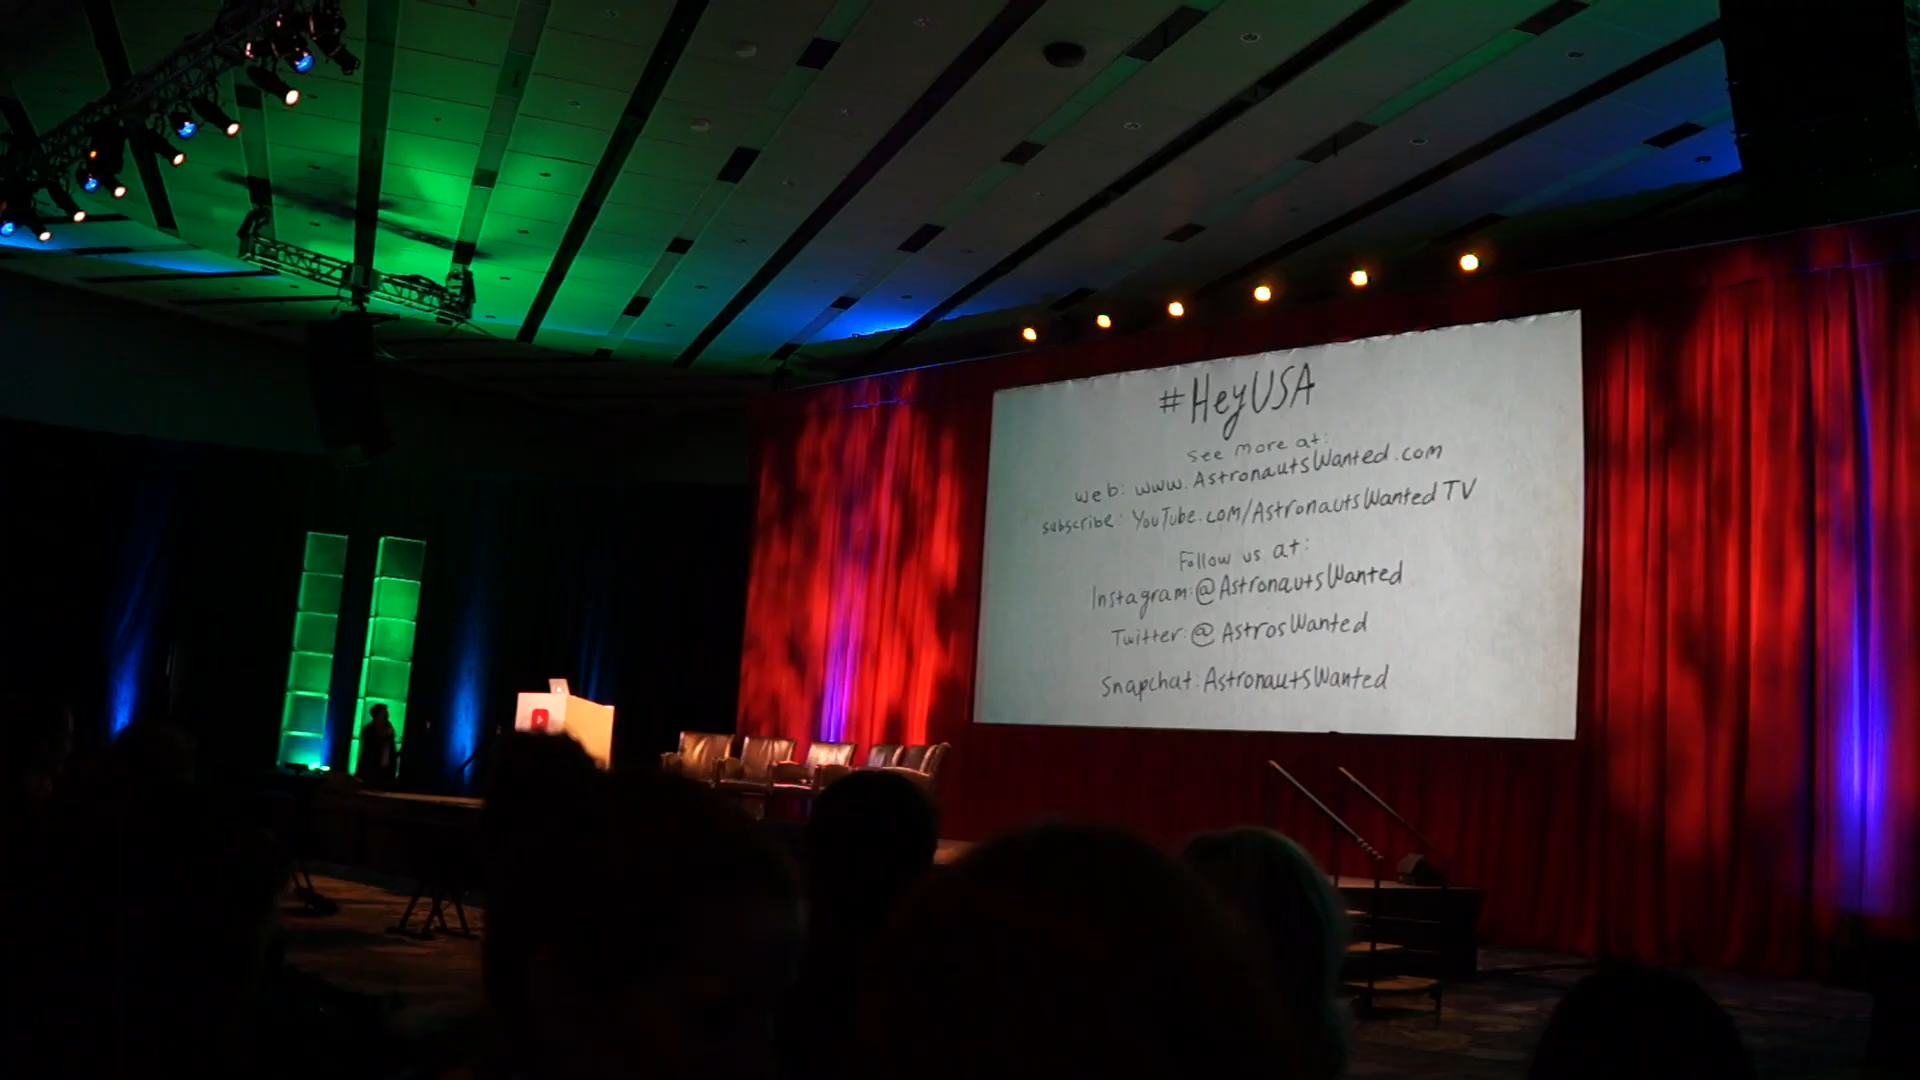 #HeyUSA
see more at:
web: www.AstronautsWanted.com
subscribe: YouTube.com/AstronautsWantedTV
Follow us at:
Instagram: @AstronautsWanted
Twitter: @AstrosWanted
Snapchat: AstronautsWanted